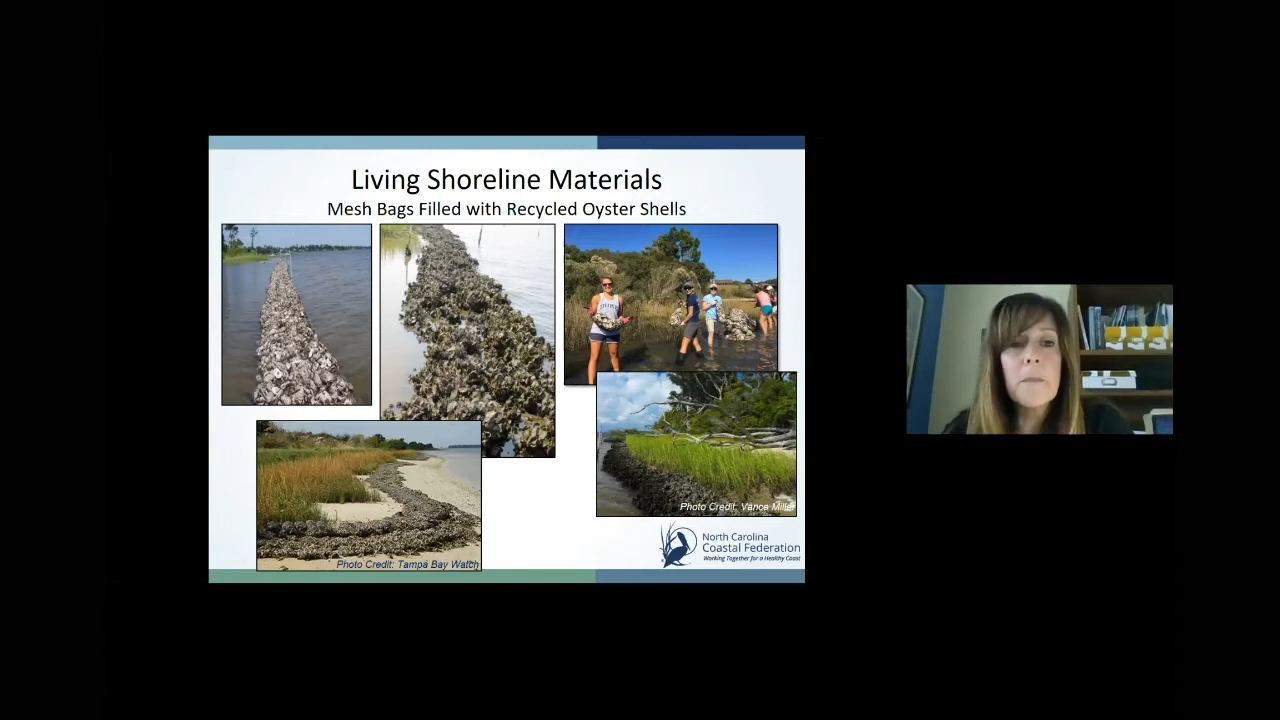 Living Shoreline Materials
Mesh Bags Filled with Recycled Oyster Shells
Photo Credit: Vance Miller
North Carolina
Coastal Federation
Working Together for a Healthy Coast
Photo Credit: Tampa Bay Watch